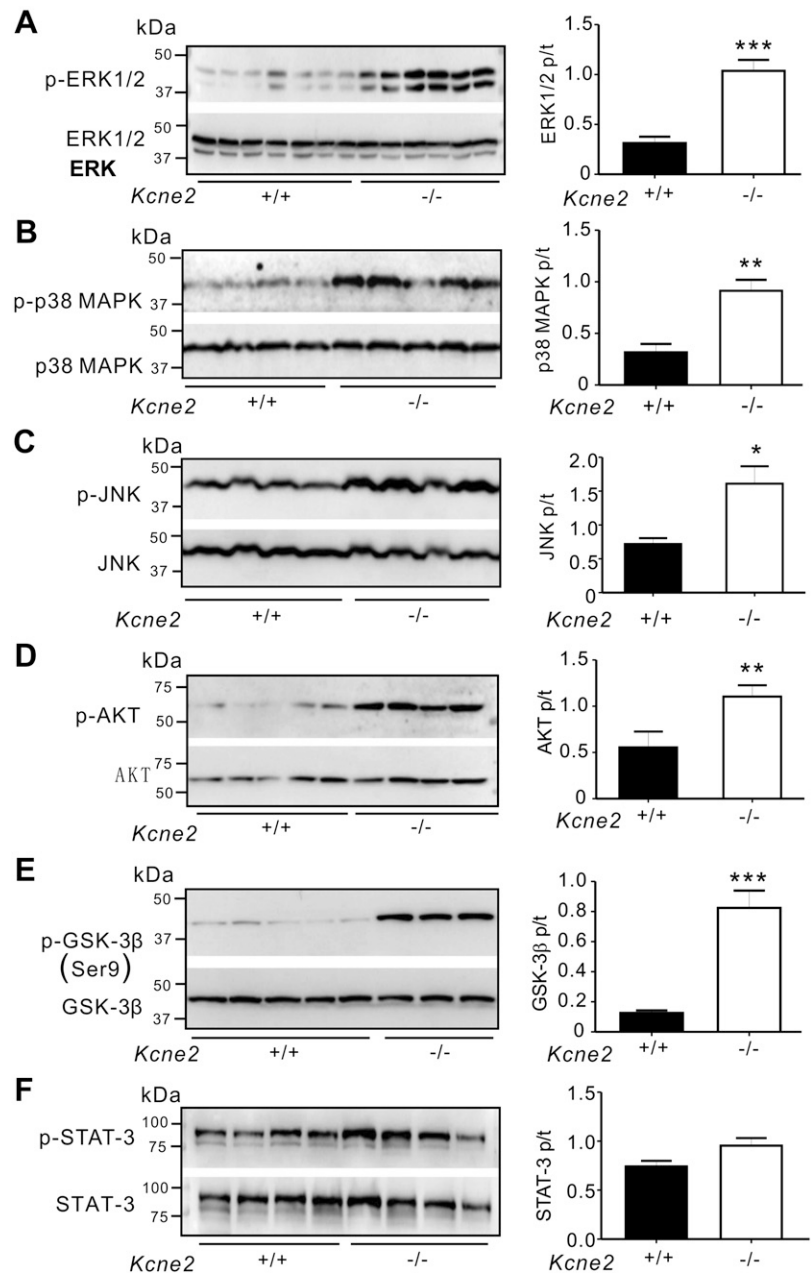 A
kDa
50
p-ERK1/2
37
50
ERK1/2
37
ERK
Kcne2 +/+ -/-
ERK1/2 p/t
1.5
1.0
0.5
0
***
Kcne2 +/+ -/-
B
kDa
50
p-p38 MAPK
37
50
p38 MAPK
37
Kcne2 +/+ -/-
p38 MAPK p/t
1.5
1.0
0.5
0
**
Kcne2 +/+ -/-
C
kDa
50
p-JNK
37
50
JNK
37
Kcne2 +/+ -/-
JNK p/t
2.0
1.5
1.0
0.5
0
*
Kcne2 +/+ -/-
D
kDa
75
p-AKT
50
75
AKT
50
Kcne2 +/+ -/-
AKT p/t
1.5
1.0
0.5
0
**
Kcne2 +/+ -/-
E
kDa
50
p-GSK-3β
37
(Ser9)
50
GSK-3β
37
Kcne2 +/+ -/-
GSK-3β p/t
1.0
0.8
0.6
0.4
0.2
0
***
Kcne2 +/+ -/-
F
kDa
100
p-STAT-3
75
100
STAT-3
75
Kcne2 +/+ -/-
STAT-3 p/t
1.5
1.0
0.5
0
Kcne2 +/+ -/-